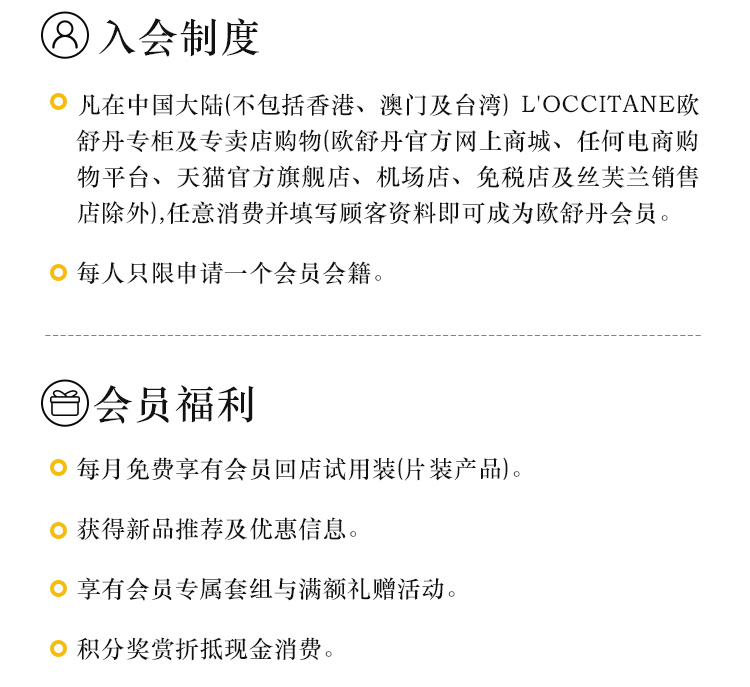 入会制度
凡在中国大陆(不包括香港、澳门及台湾) L'OCCITANE欧
舒丹专柜及专卖店购物(欧舒丹官方网上商城、任何电商购
物平台、天猫官方旗舰店、机场店、免税店及丝芙兰销售
店除外),任意消费并填写顾客资料即可成为欧舒丹会员。
每人只限申请一个会员会籍。
会员福利
每月免费享有会员回店试用装(片装产品)。
获得新品推荐及优惠信息。
享有会员专属套组与满额礼赠活动。
积分奖赏折抵现金消费。